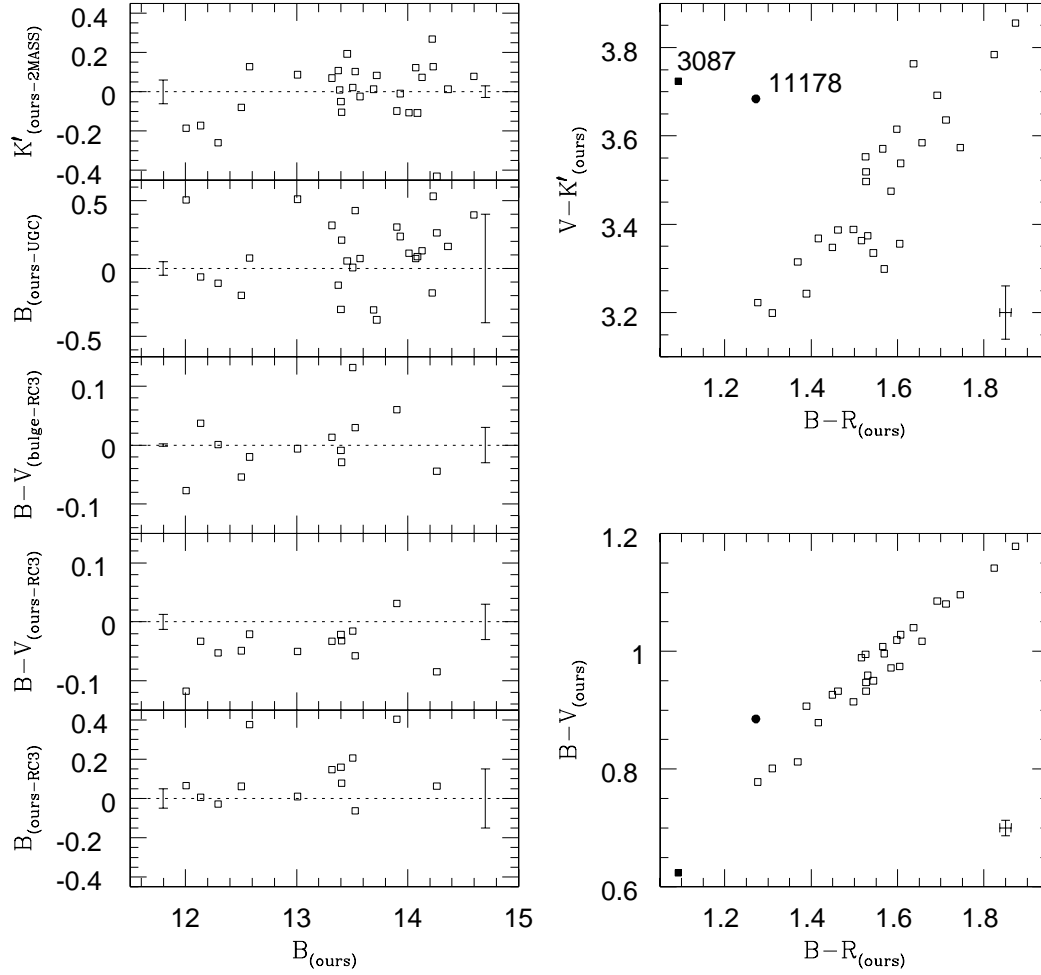 K′(ours−2MASS)
0.4
0.2
0
-0.2
-0.4
B(ours−UGC)
0.5
0
-0.5
B−V(bulge−RC3)
0.1
0
-0.1
B−V(ours−RC3)
0.1
0
-0.1
B(ours−RC3)
0.4
0.2
0
-0.2
-0.4
12 13 14 15
B(ours)
V−K′(ours)
3.8
3.6
3.4
3.2
3087
11178
1.2 1.4 1.6 1.8
B−R(ours)
B−V(ours)
1.2
1
0.8
0.6
1.2 1.4 1.6 1.8
B−R(ours)